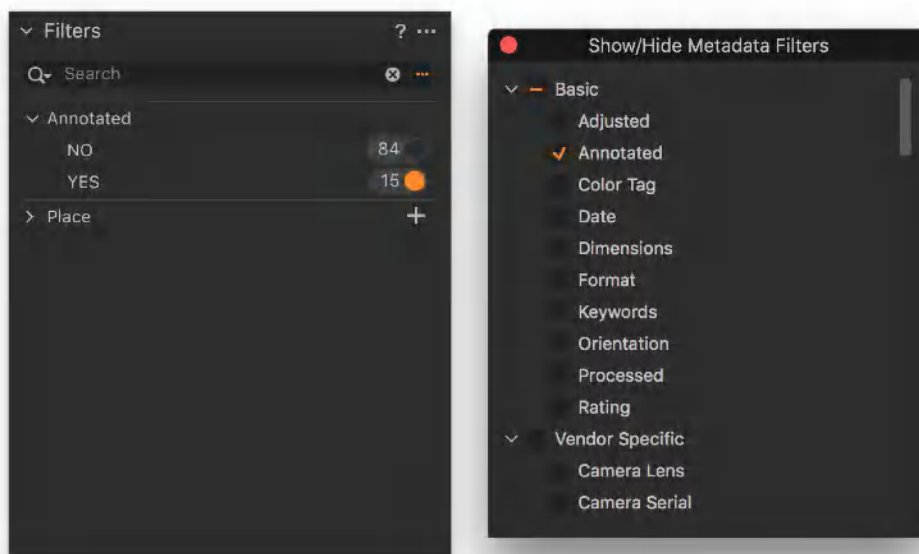 Filters ? ...
Search ...
Annotated
NO 84
YES 15
Place +
Show/Hide Metadata Filters
Basic
Adjusted
Annotated
Color Tag
Date
Dimensions
Format
Keywords
Orientation
Processed
Rating
Vendor Specific
Camera Lens
Camera Serial